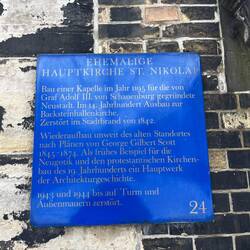 EHEMALIGE
HAUPTKIRCHE ST. NIKOLAI
Bau einer Kapelle im Jahr 1195 für die von
Graf Adolf III. von Schauenburg gegründete
Neustadt. Im 14. Jahrhundert Ausbau zur
Backsteinhallenkirche.
Zerstört im Stadtbrand von 1842.
Wiederaufbau unweit des alten Standortes
nach Plänen von George Gilbert Scott
1845-1874. Als frühes Beispiel für die
Neugotik und den protestantischen Kirchen-
bau des 19. Jahrhunderts ein Hauptwerk
der Architekturgeschichte.
1943 und 1944 bis auf Turm und
Außenmauern zerstört.
24